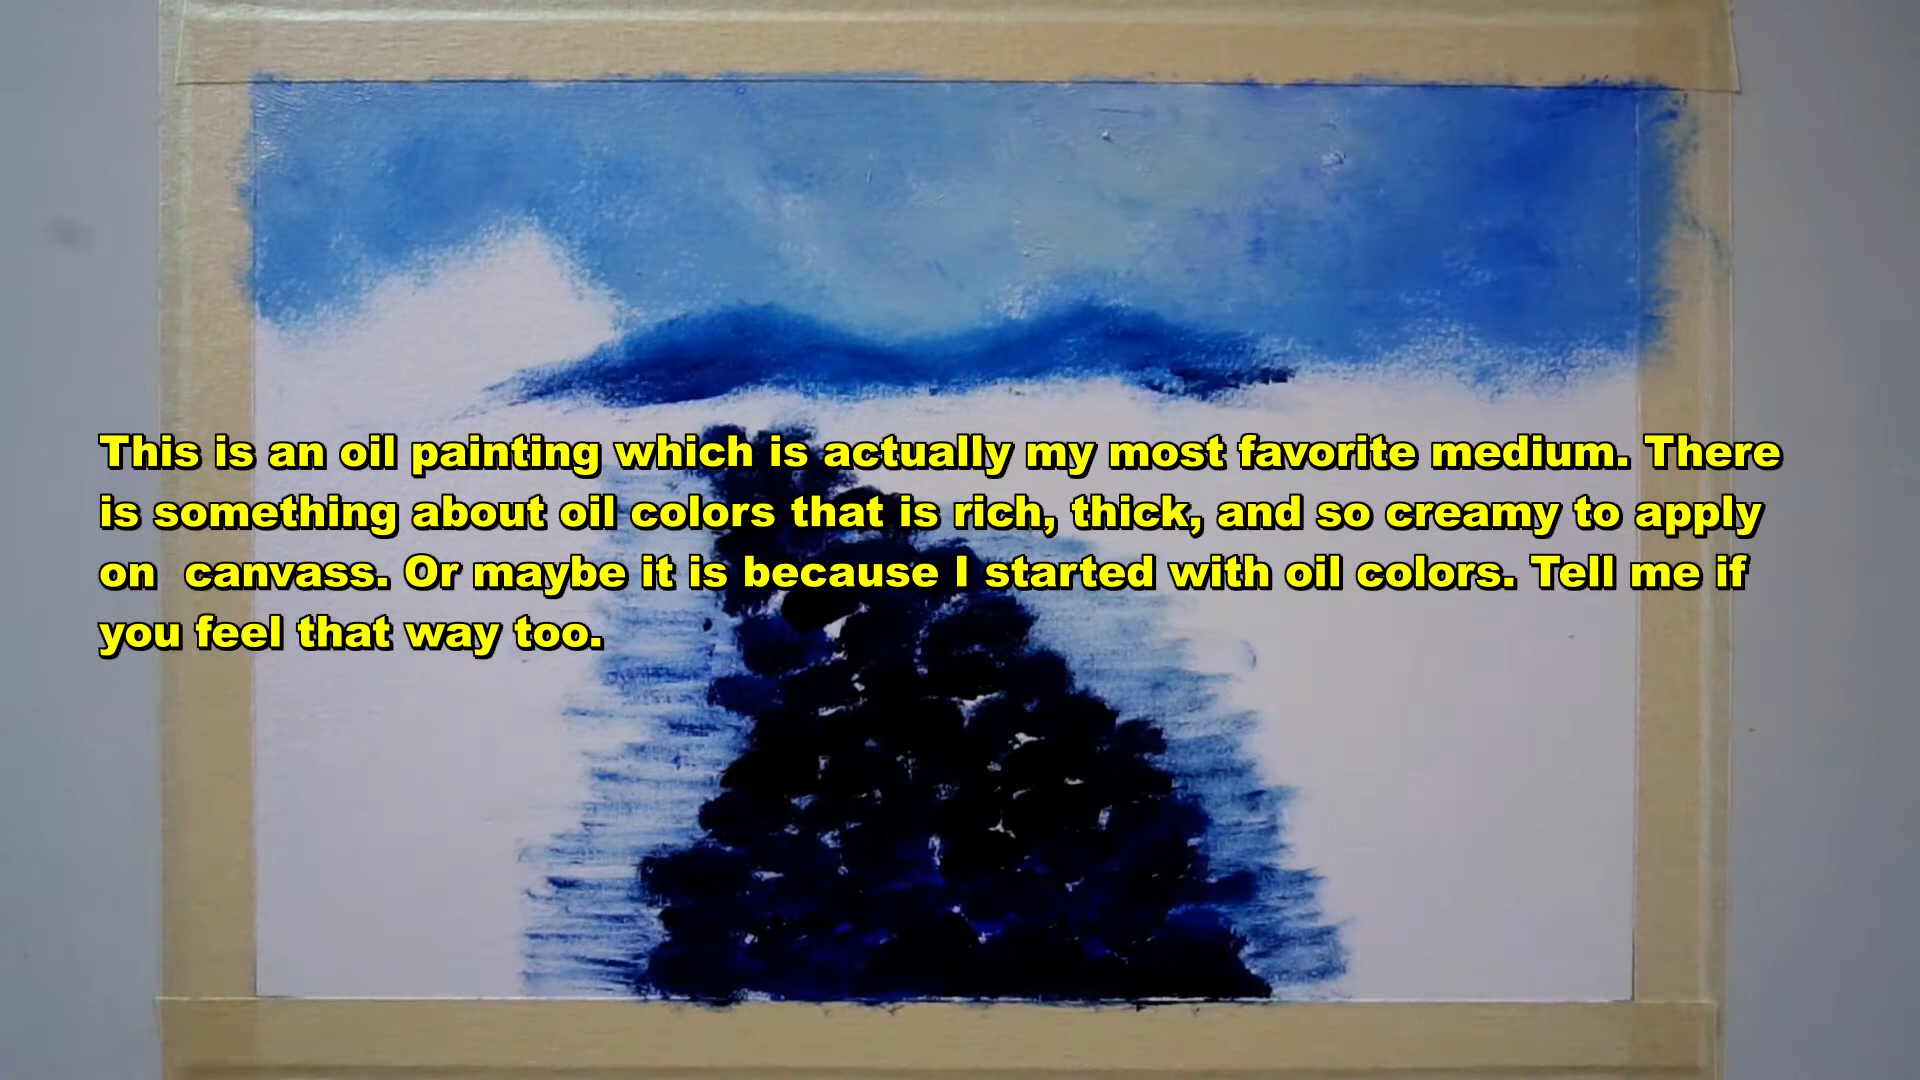 This is an oil painting which is actually my most favorite medium. There
is something about oil colors that is rich, thick, and so creamy to apply
on  canvass. Or maybe it is because I started with oil colors. Tell me if
you feel that way too.